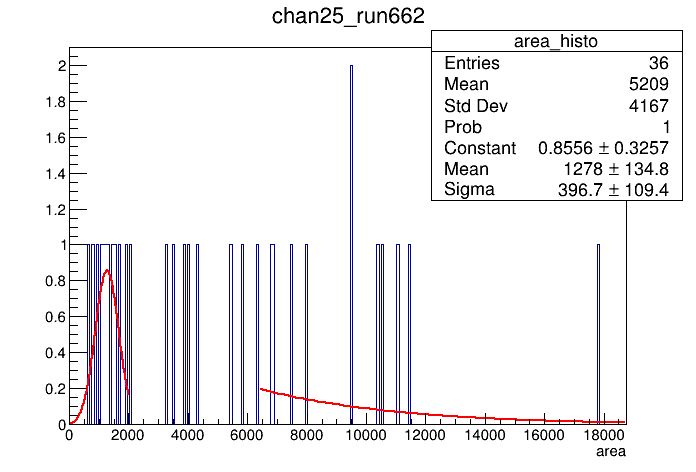 chan25_run662
area_histo
Entries 36
Mean 5209
Std Dev 4167
Prob 1
Constant 0.8556 ± 0.3257
Mean 1278 ± 134.8
Sigma 396.7 ± 109.4
2
1.8
1.6
1.4
1.2
1
0.8
0.6
0.4
0.2
0
0 2000 4000 6000 8000 10000 12000 14000 16000 18000
area